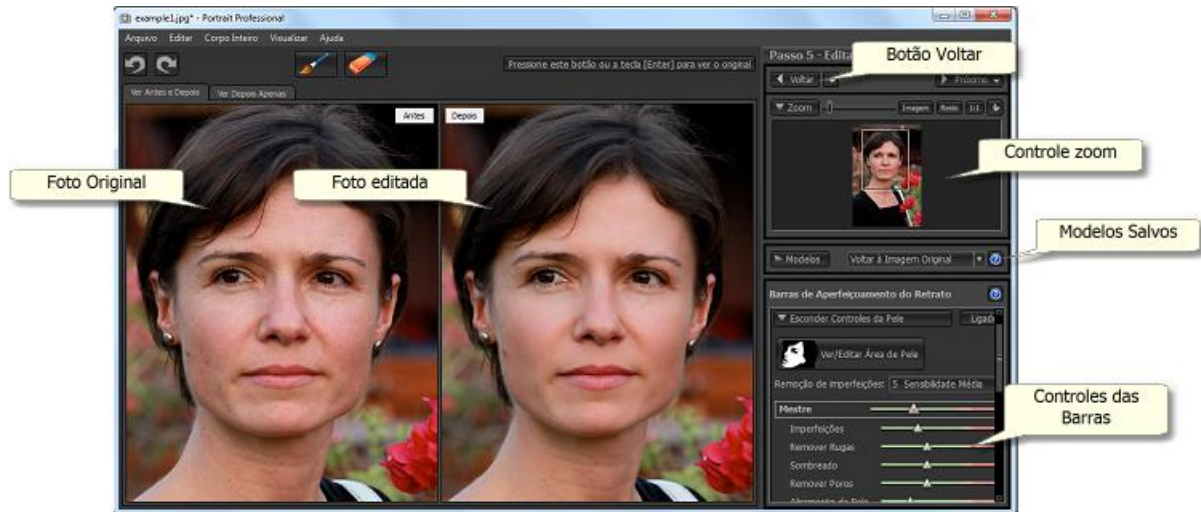 example1.jpg* - Portrait Professional
Arquivo Editar Corpo Inteiro Visualizar Ajuda
Passo 5 - Edita
Botão Voltar
Pressione este botão ou a tecla [Enter] para ver o original
Voltar
Próximo
Ver Antes e Depois
Ver Depois Apenas
Zoom
Imagem
Rosto
1:1
Antes
Depois
Controle zoom
Foto Original
Foto editada
Modelos Salvos
Modelos
Voltar à Imagem Original
Barras de Aperfeiçoamento do Retrato
Esconder Controles da Pele
Ligado
Ver/Editar Área de Pele
Remoção de imperfeições: 5. Sensibilidade Média
Controles das
Barras
Mestre
Imperfeições
Remover Rugas
Sombreado
Remover Poros